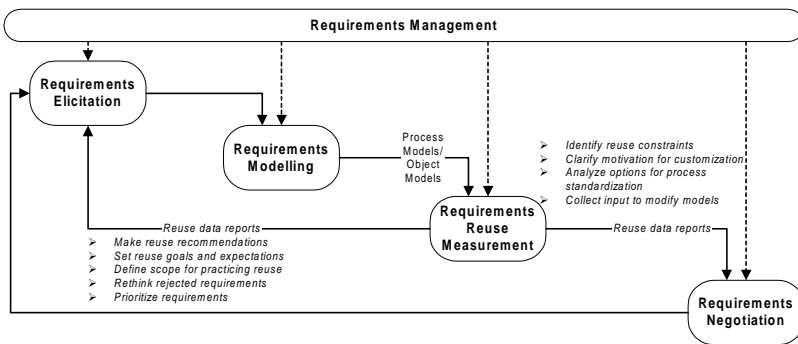 Requirements Management
Requirements
Elicitation
Requirements
Modelling
Process
Models/
Object
Models
➢ Identify reuse constraints
➢ Clarify motivation for customization
➢ Analyze options for process
standardization
➢ Collect input to modify models
Requirements
Reuse
Measurement
Reuse data reports
➢ Make reuse recommendations
➢ Set reuse goals and expectations
➢ Define scope for practicing reuse
➢ Rethink rejected requirements
➢ Prioritize requirements
Reuse data reports
Requirements
Negotiation